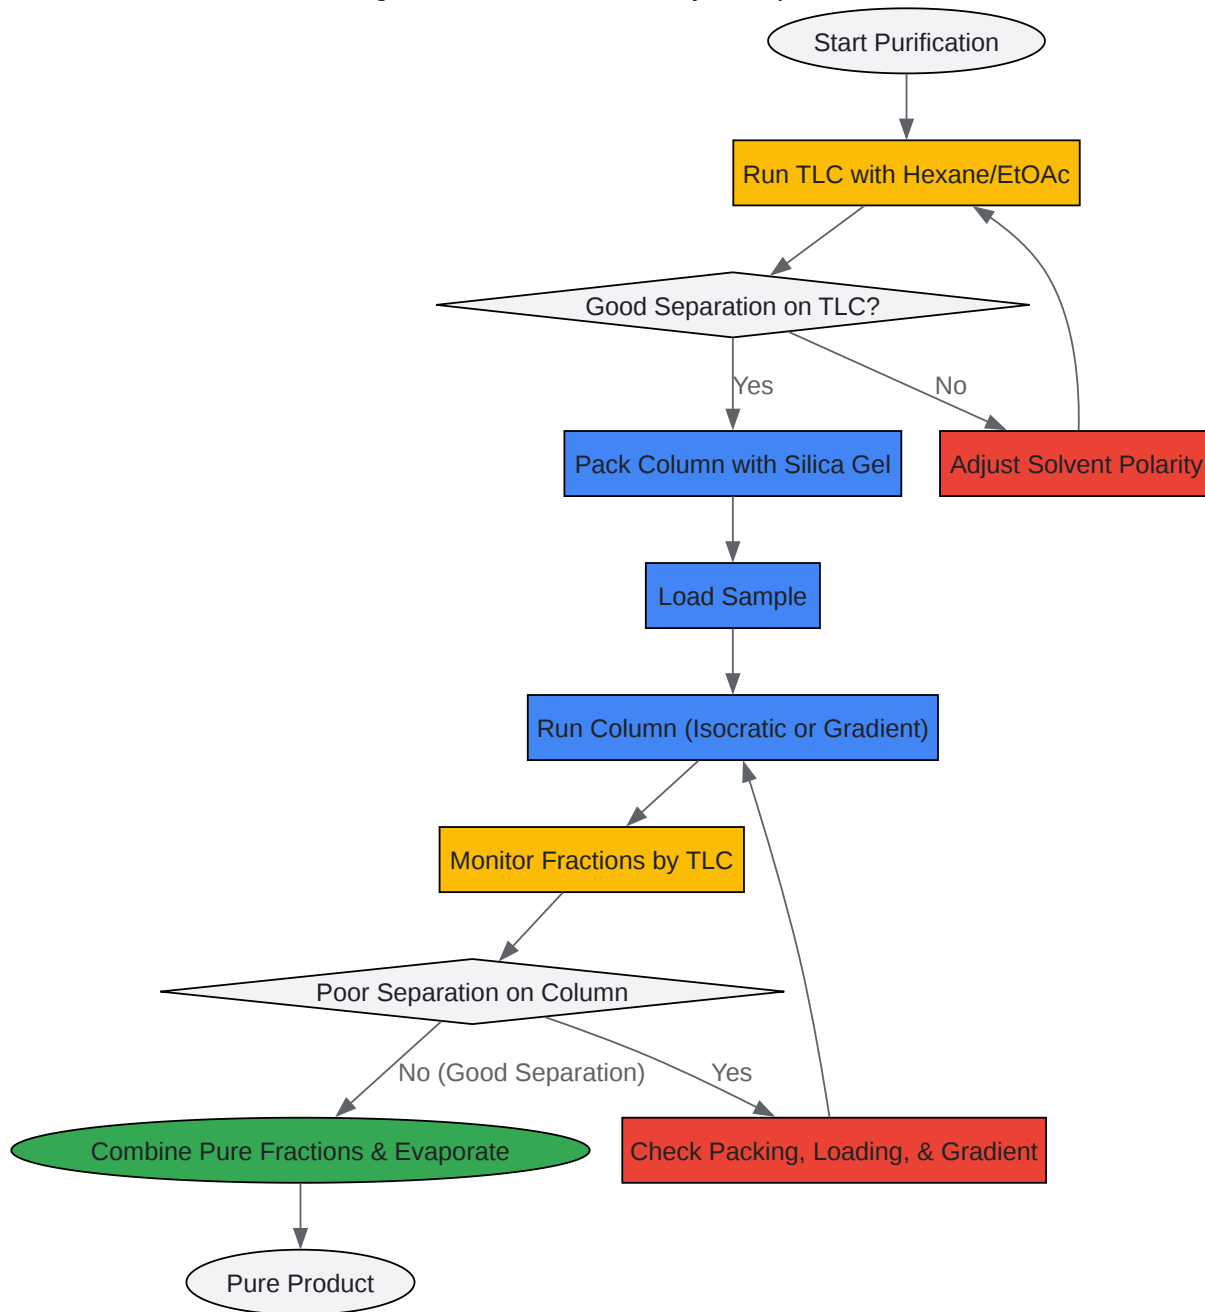 Start Purification
Run TLC with Hexane/EtOAc
Good Separation on TLC?
Yes
No
Pack Column with Silica Gel
Adjust Solvent Polarity
Load Sample
Run Column (Isocratic or Gradient)
Monitor Fractions by TLC
Poor Separation on Column
No (Good Separation)
Yes
Combine Pure Fractions & Evaporate
Check Packing, Loading, & Gradient
Pure Product